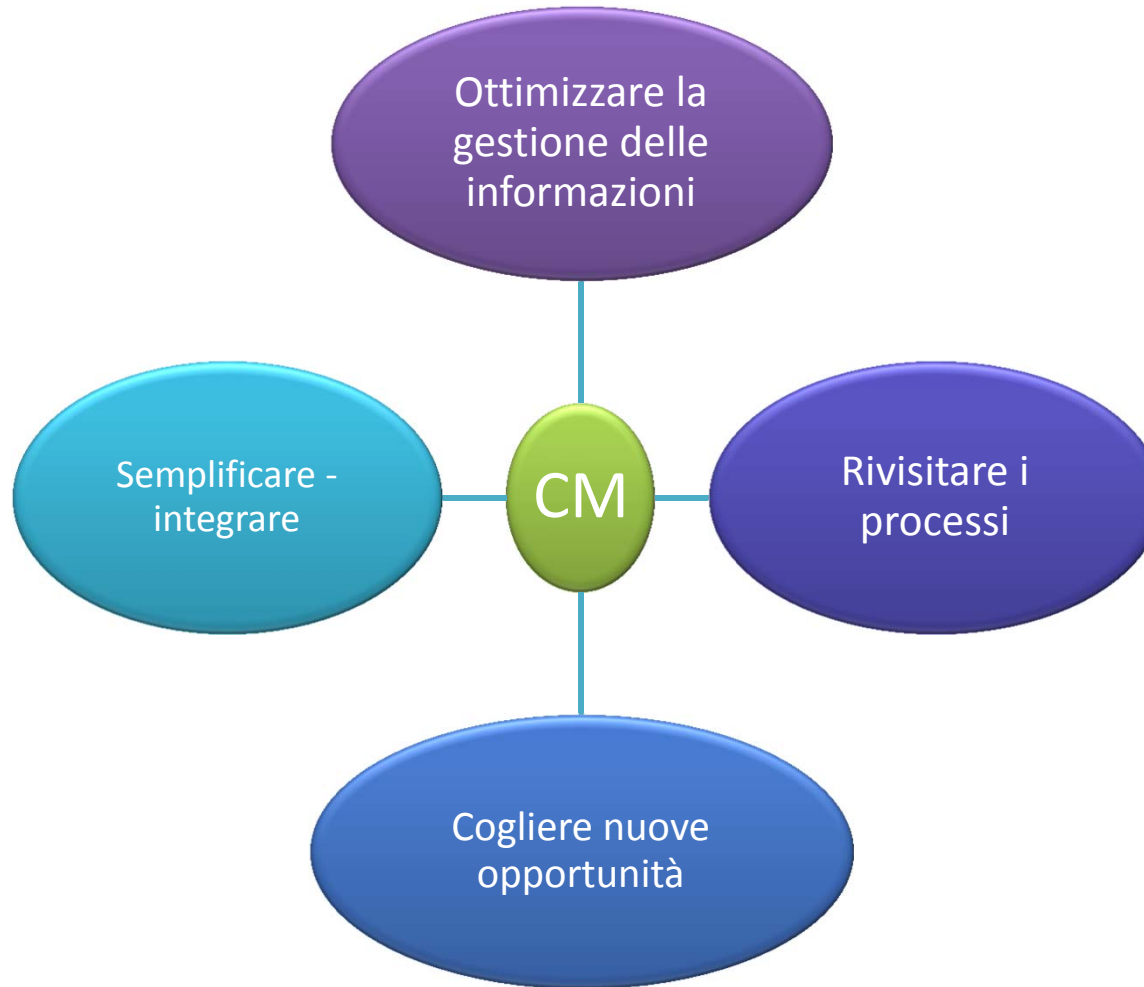 Ottimizzare la
gestione delle
informazioni
Semplificare -
integrare
CM
Rivisitare i
processi
Cogliere nuove
opportunità